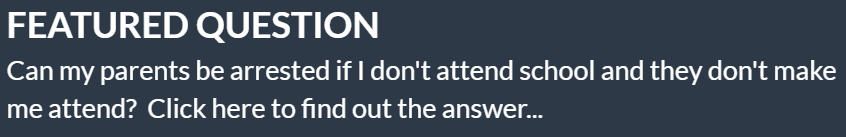 FEATURED QUESTION
Can my parents be arrested if I don't attend school and they don't make
me attend?  Click here to find out the answer...